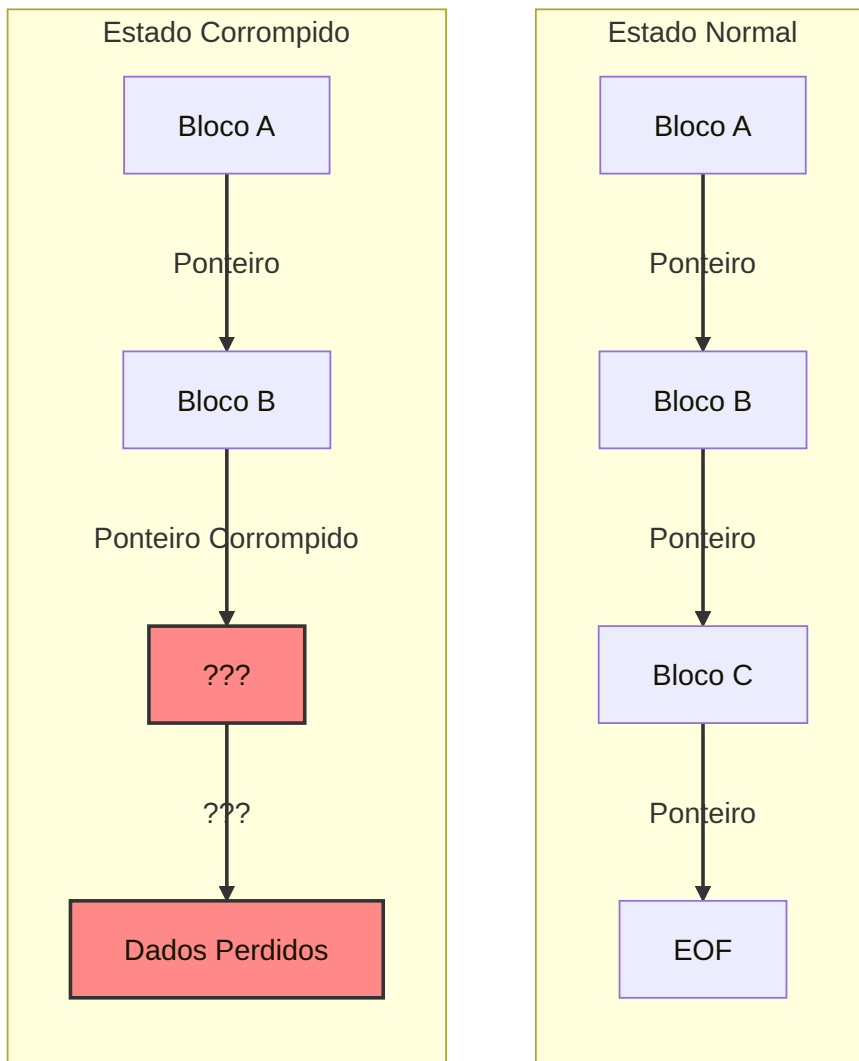 Estado Corrompido
Bloco A
Ponteiro
Bloco B
Ponteiro Corrompido
???
???
Dados Perdidos
Estado Normal
Bloco A
Ponteiro
Bloco B
Ponteiro
Bloco C
Ponteiro
EOF